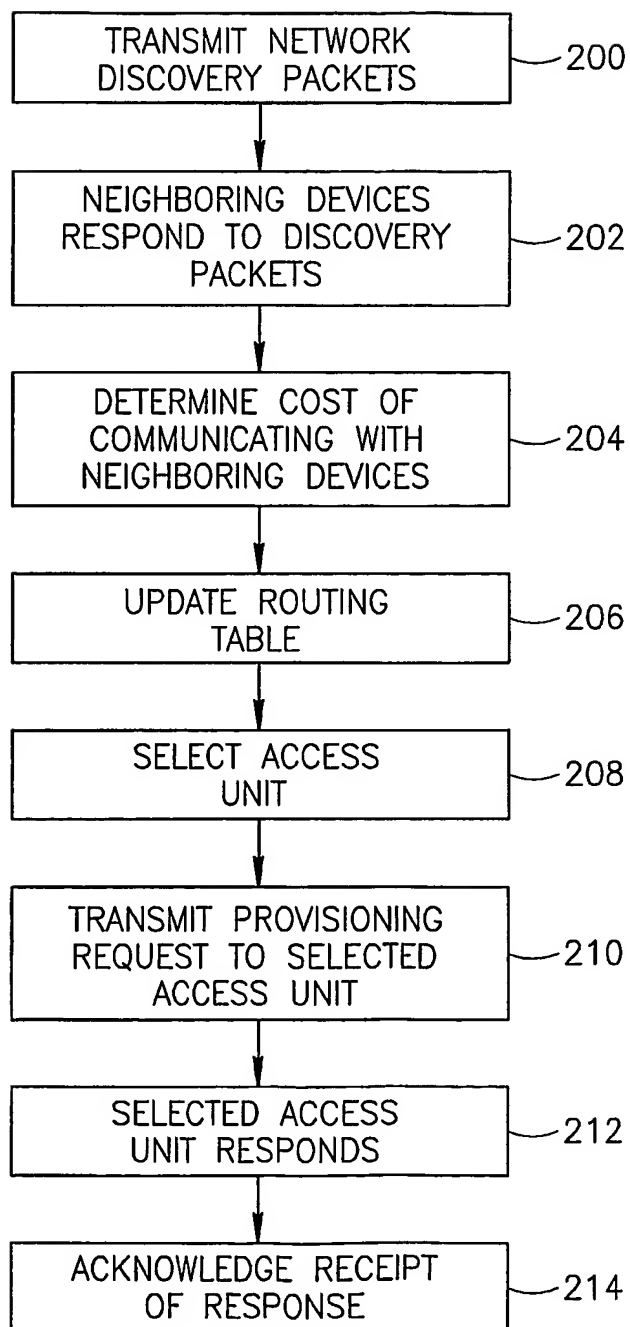 TRANSMIT NETWORK
DISCOVERY PACKETS
200
NEIGHBORING DEVICES
RESPOND TO DISCOVERY
PACKETS
202
DETERMINE COST OF
COMMUNICATING WITH
NEIGHBORING DEVICES
204
UPDATE ROUTING
TABLE
206
SELECT ACCESS
UNIT
208
TRANSMIT PROVISIONING
REQUEST TO SELECTED
ACCESS UNIT
210
SELECTED ACCESS
UNIT RESPONDS
212
ACKNOWLEDGE RECEIPT
OF RESPONSE
214